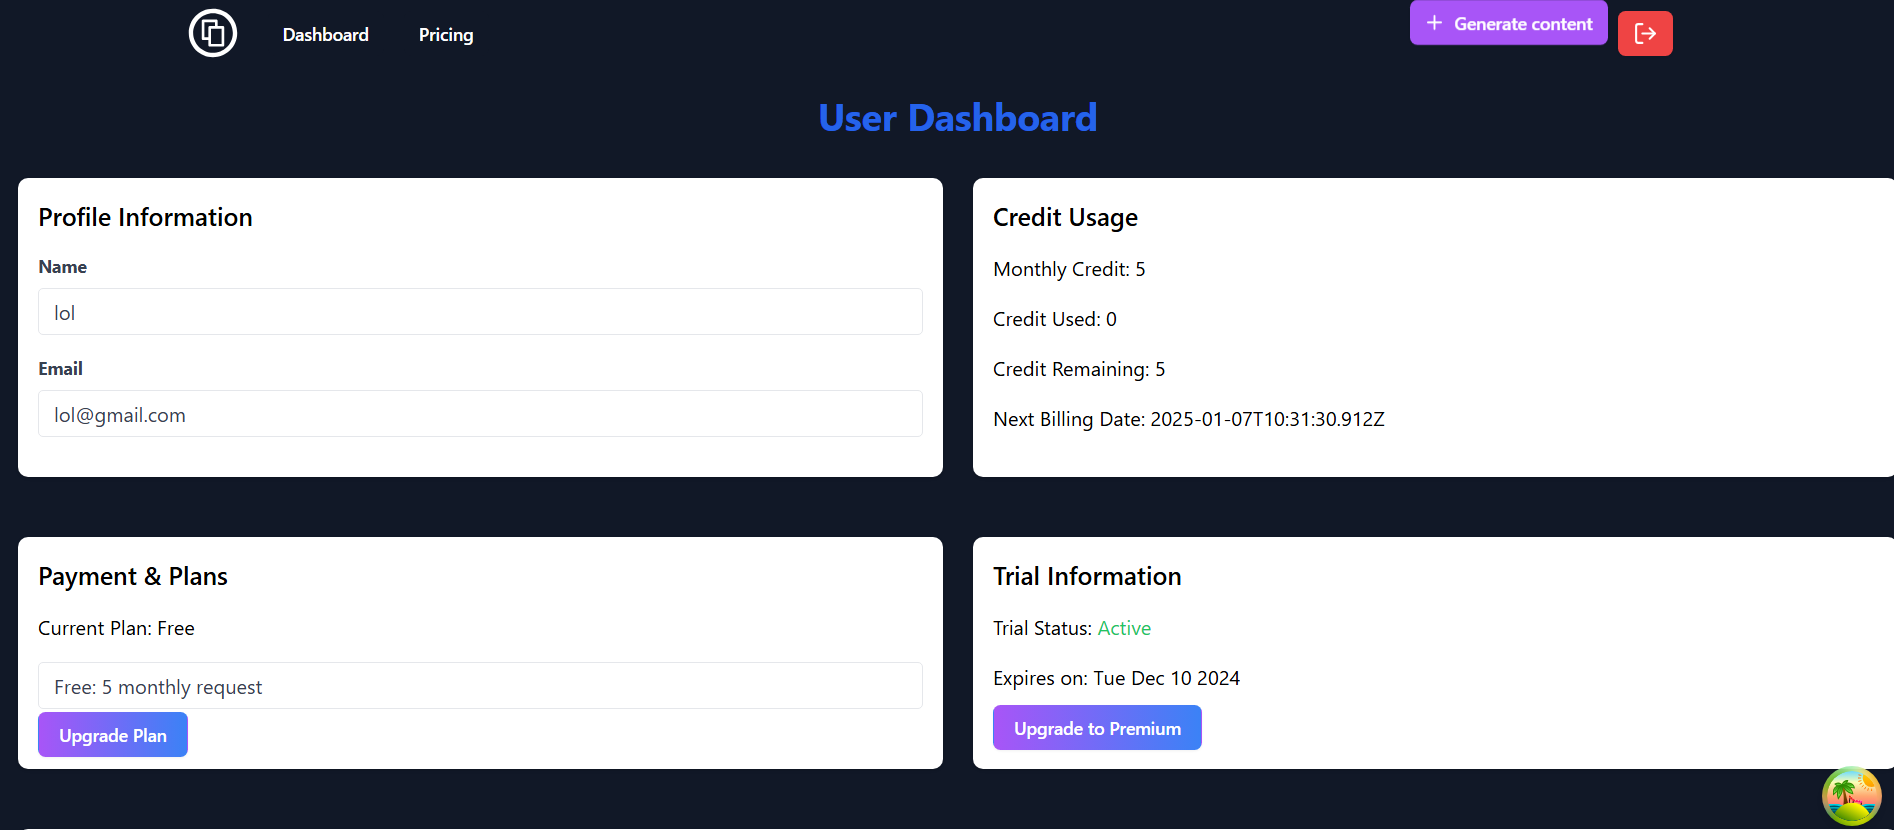 Dashboard
Pricing
Generate content
User Dashboard
Profile Information
Name
lol
Email
lol@gmail.com
Credit Usage
Monthly Credit: 5
Credit Used: 0
Credit Remaining: 5
Next Billing Date: 2025-01-07T10:31:30.912Z
Payment & Plans
Current Plan: Free
Free: 5 monthly request
Upgrade Plan
Trial Information
Trial Status: Active
Expires on: Tue Dec 10 2024
Upgrade to Premium